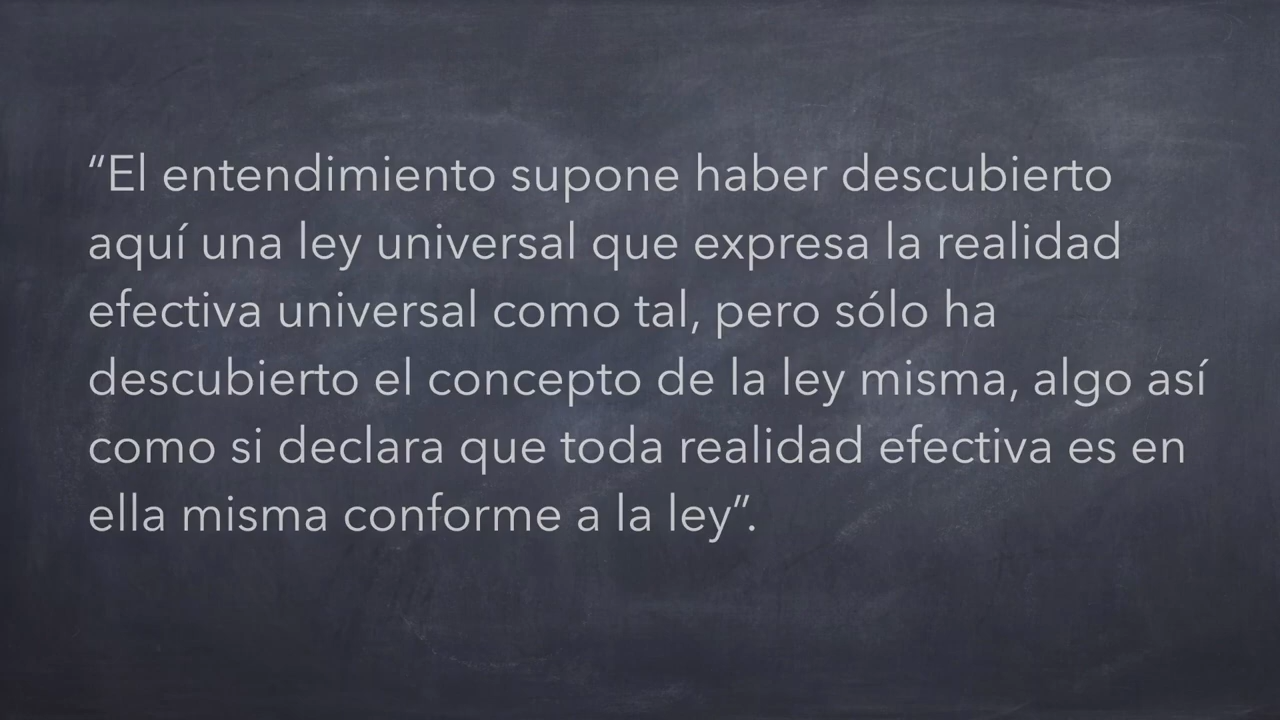 “El entendimiento supone haber descubierto
aquí una ley universal que expresa la realidad
efectiva universal como tal, pero sólo ha
descubierto el concepto de la ley misma, algo así
como si declara que toda realidad efectiva es en
ella misma conforme a la ley”.